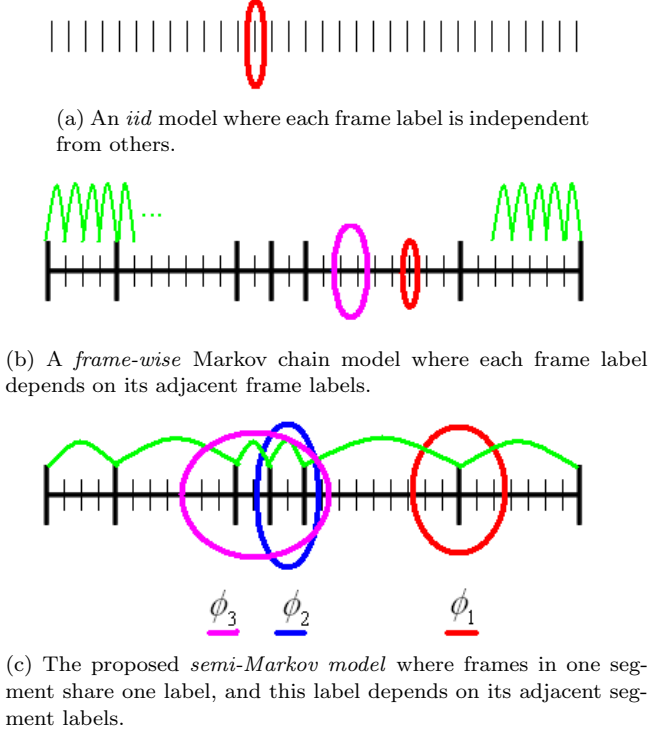 (a) An iid model where each frame label is independent
from others.
...
(b) A frame-wise Markov chain model where each frame label
depends on its adjacent frame labels.
ϕ3 ϕ2 ϕ1
(c) The proposed semi-Markov model where frames in one seg-
ment share one label, and this label depends on its adjacent seg-
ment labels.